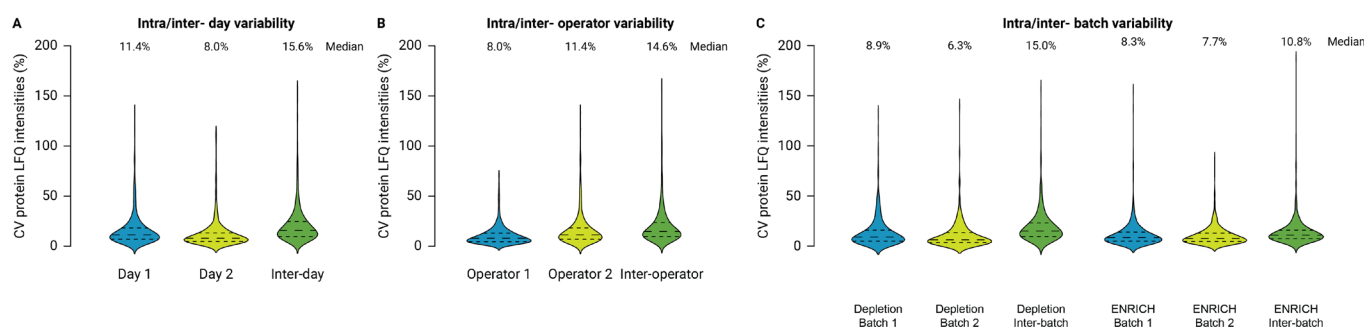 A
Intra/inter- day variability
11.4%
8.0%
15.6%
Median
CV protein LFQ intensitiies (%)
200
150
100
50
0
Day 1
Day 2
Inter-day
B
Intra/inter- operator variability
8.0%
11.4%
14.6%
Median
CV protein LFQ intensitiies (%)
200
150
100
50
0
Operator 1
Operator 2
Inter-operator
C
Intra/inter- batch variability
8.9%
6.3%
15.0%
8.3%
7.7%
10.8%
Median
CV protein LFQ intensitiies (%)
200
150
100
50
0
Depletion
Batch 1
Depletion
Batch 2
Depletion
Inter-batch
ENRICH
Batch 1
ENRICH
Batch 2
ENRICH
Inter-batch